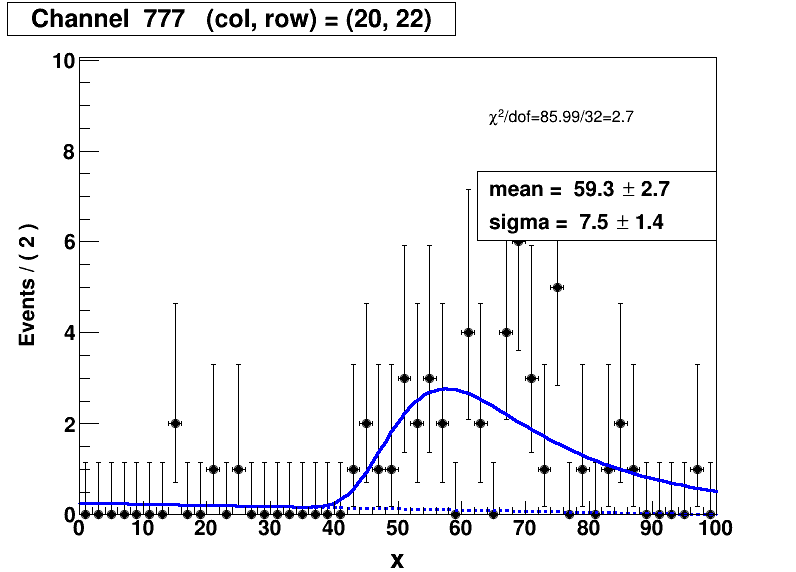 Channel 777 (col, row) = (20, 22)
χ²/dof=85.99/32=2.7
mean = 59.3 ± 2.7
sigma = 7.5 ± 1.4
Events / ( 2 )
10
8
6
4
2
0
0 10 20 30 40 50 60 70 80 90 100
x